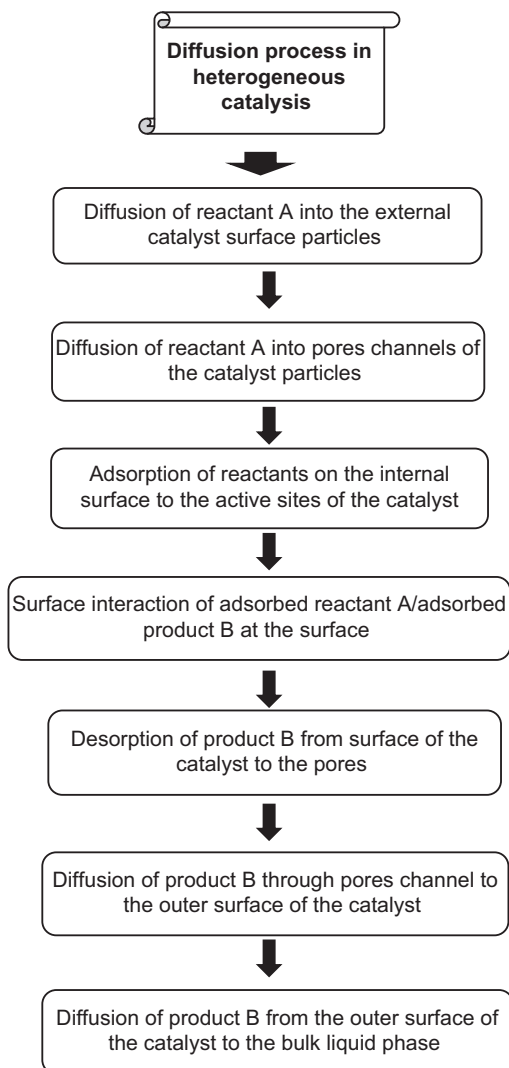 Diffusion process in
heterogeneous
catalysis
Diffusion of reactant A into the external
catalyst surface particles
Diffusion of reactant A into pores channels of
the catalyst particles
Adsorption of reactants on the internal
surface to the active sites of the catalyst
Surface interaction of adsorbed reactant A/adsorbed
product B at the surface
Desorption of product B from surface of the
catalyst to the pores
Diffusion of product B through pores channel to
the outer surface of the catalyst
Diffusion of product B from the outer surface of
the catalyst to the bulk liquid phase